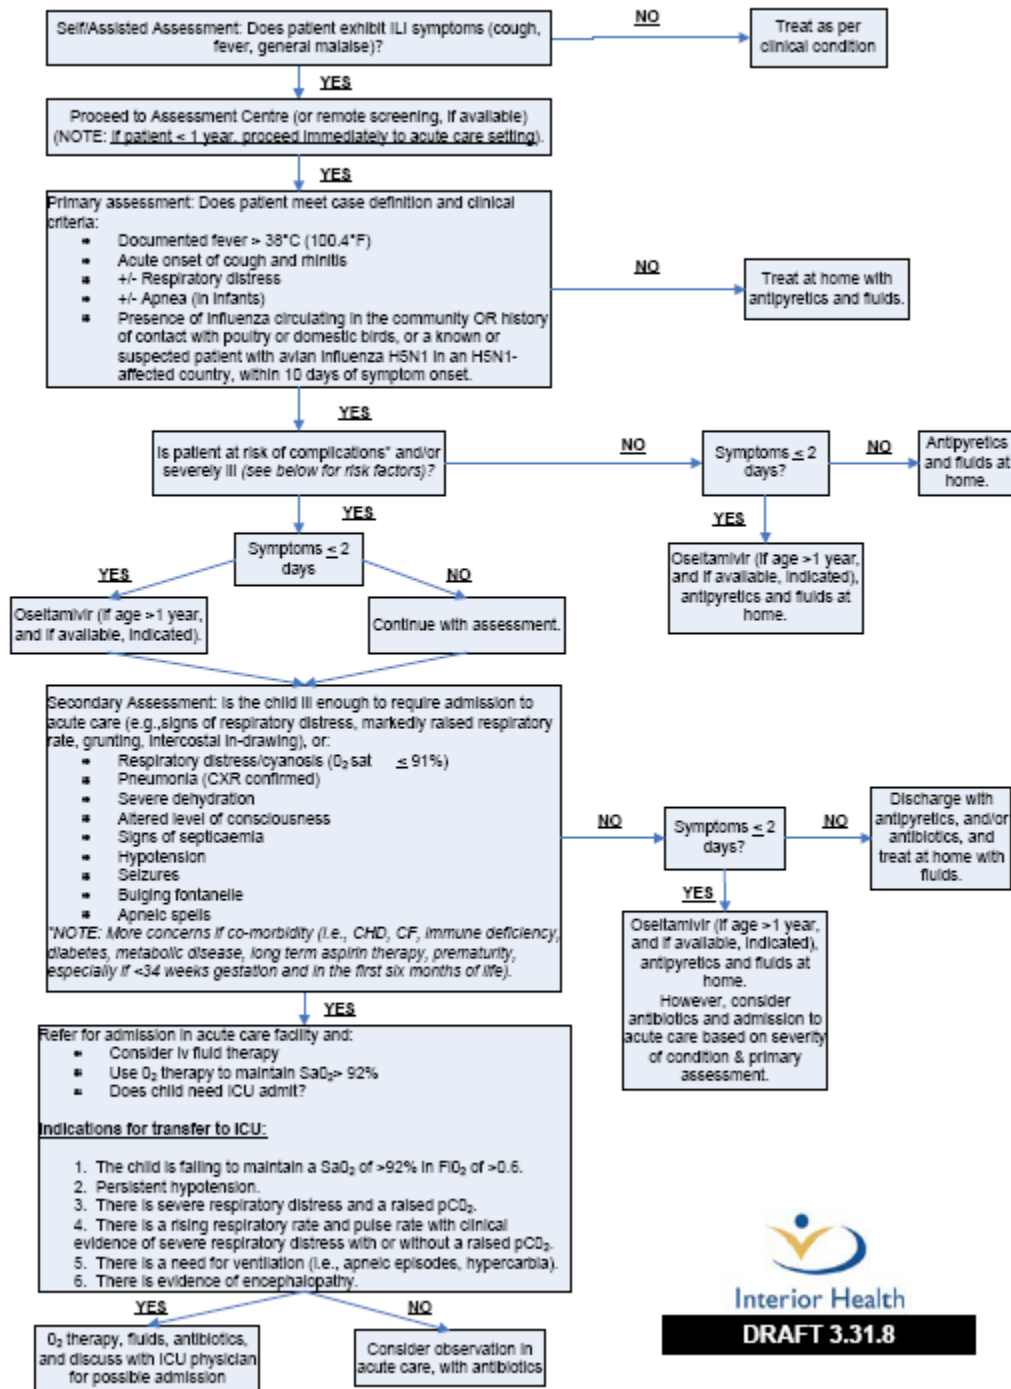 Self/Assisted Assessment: Does patient exhibit ILI symptoms (cough,
fever, general malaise)?
NO
Treat as per
clinical condition
YES
Proceed to Assessment Centre (or remote screening, if available)
(NOTE: If patient < 1 year, proceed immediately to acute care setting).
YES
Primary assessment: Does patient meet case definition and clinical
criteria:
Documented fever > 38°C (100.4°F)
Acute onset of cough and rhinitis
+/- Respiratory distress
+/- Apnea (in infants)
Presence of influenza circulating in the community OR history
of contact with poultry or domestic birds, or a known or
suspected patient with avian influenza H5N1 in an H5N1-
affected country, within 10 days of symptom onset.
NO
Treat at home with
antipyretics and fluids.
YES
Is patient at risk of complications* and/or
severely ill (see below for risk factors)?
NO
Symptoms ≤ 2
days?
NO
Antipyretics
and fluids at
home.
YES
Oseltamivir (if age >1 year,
and if available, indicated),
antipyretics and fluids at
home.
YES
Symptoms ≤ 2
days
YES
NO
Oseltamivir (if age >1 year,
and if available, indicated).
Continue with assessment.
Secondary Assessment: Is the child ill enough to require admission to
acute care (e.g.,signs of respiratory distress, markedly raised respiratory
rate, grunting, intercostal in-drawing), or:
Respiratory distress/cyanosis (0₂ sat ≤ 91%)
Pneumonia (CXR confirmed)
Severe dehydration
Altered level of consciousness
Signs of septicaemia
Hypotension
Seizures
Bulging fontanelle
Apneic spells
*NOTE: More concerns if co-morbidity (i.e., CHD, CF, immune deficiency,
diabetes, metabolic disease, long term aspirin therapy, prematurity,
especially if <34 weeks gestation and in the first six months of life).
NO
Symptoms ≤ 2
days?
NO
Discharge with
antipyretics, and/or
antibiotics, and
treat at home with
fluids.
YES
Oseltamivir (if age >1 year,
and if available, indicated),
antipyretics and fluids at
home.
However, consider
antibiotics and admission to
acute care based on severity
of condition & primary
assessment.
YES
Refer for admission in acute care facility and:
Consider iv fluid therapy
Use 0₂ therapy to maintain Sa0₂> 92%
Does child need ICU admit?
Indications for transfer to ICU:
1. The child is failing to maintain a Sa0₂ of >92% in Fi0₂ of >0.6.
2. Persistent hypotension.
3. There is severe respiratory distress and a raised pC0₂.
4. There is a rising respiratory rate and pulse rate with clinical
evidence of severe respiratory distress with or without a raised pC0₂.
5. There is a need for ventilation (i.e., apneic episodes, hypercarbia).
6. There is evidence of encephalopathy.
YES
NO
0₂ therapy, fluids, antibiotics,
and discuss with ICU physician
for possible admission
Consider observation in
acute care, with antibiotics
Interior Health
DRAFT 3.31.8